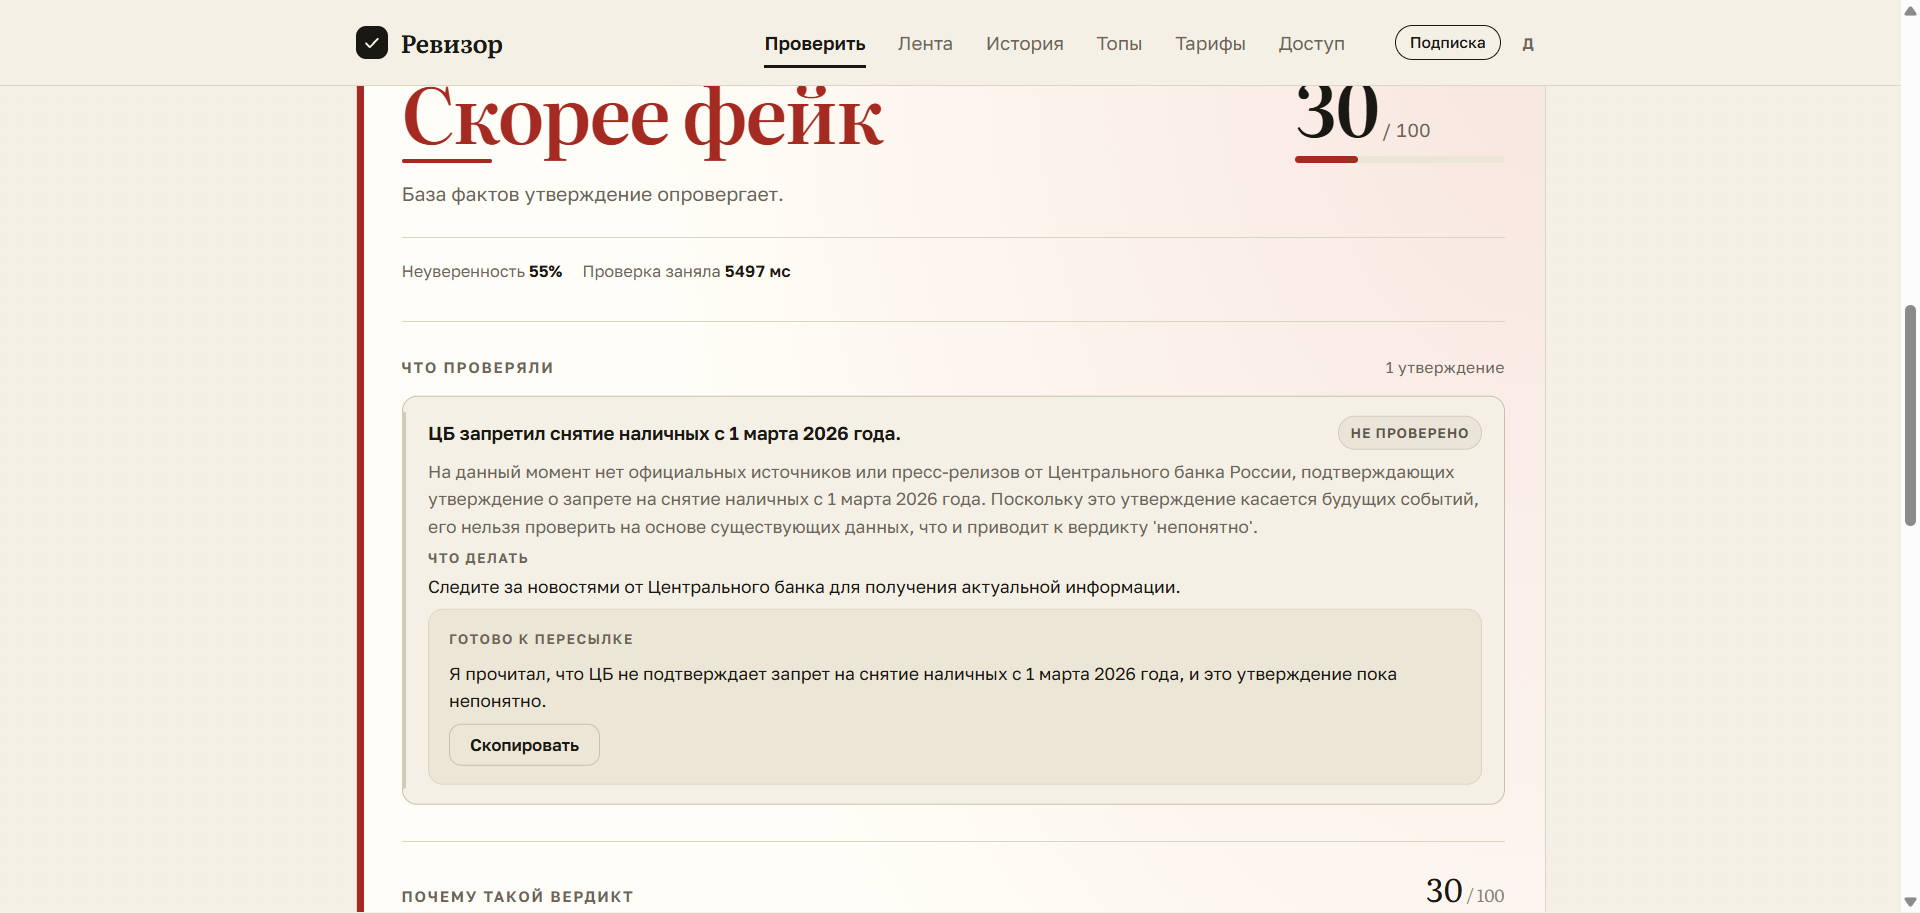 Ревизор
Проверить
Лента
История
Топы
Тарифы
Доступ
Подписка
Д
Скорее фейк
30 / 100
База фактов утверждение опровергает.
Неуверенность 55% Проверка заняла 5497 мс
ЧТО ПРОВЕРЯЛИ
1 утверждение
ЦБ запретил снятие наличных с 1 марта 2026 года.
НЕ ПРОВЕРЕНО
На данный момент нет официальных источников или пресс-релизов от Центрального банка России, подтверждающих
утверждение о запрете на снятие наличных с 1 марта 2026 года. Поскольку это утверждение касается будущих событий,
его нельзя проверить на основе существующих данных, что и приводит к вердикту 'непонятно'.
ЧТО ДЕЛАТЬ
Следите за новостями от Центрального банка для получения актуальной информации.
ГОТОВО К ПЕРЕСЫЛКЕ
Я прочитал, что ЦБ не подтверждает запрет на снятие наличных с 1 марта 2026 года, и это утверждение пока
непонятно.
Скопировать
ПОЧЕМУ ТАКОЙ ВЕРДИКТ
30 / 100